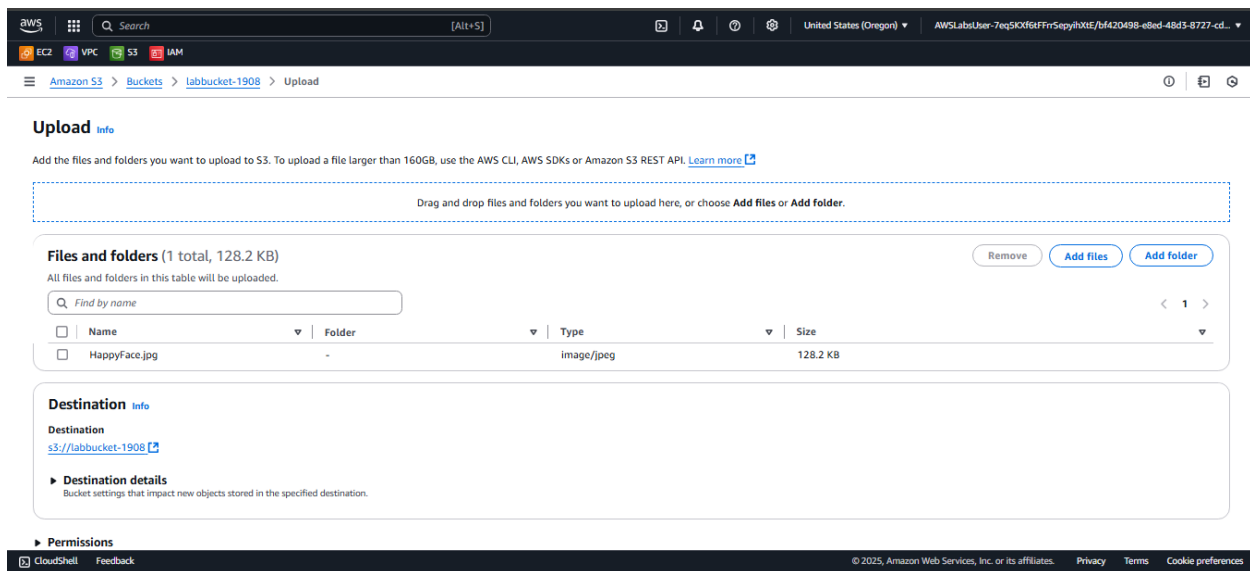 aws Search [Alt+S] United States (Oregon) ▼ AWSLabsUser-7eq5KXf6tFFrrSepyihXtE/bf420498-e8ed-48d3-8727-cd... ▼
EC2 VPC S3 IAM
Amazon S3 > Buckets > labbucket-1908 > Upload
Upload Info
Add the files and folders you want to upload to S3. To upload a file larger than 160GB, use the AWS CLI, AWS SDKs or Amazon S3 REST API. Learn more
Drag and drop files and folders you want to upload here, or choose Add files or Add folder.
Files and folders (1 total, 128.2 KB) Remove Add files Add folder
All files and folders in this table will be uploaded.
Find by name < 1 >
Name Folder Type Size
HappyFace.jpg - image/jpeg 128.2 KB
Destination Info
Destination
s3://labbucket-1908
Destination details
Bucket settings that impact new objects stored in the specified destination.
Permissions
CloudShell Feedback © 2025, Amazon Web Services, Inc. or its affiliates. Privacy Terms Cookie preferences